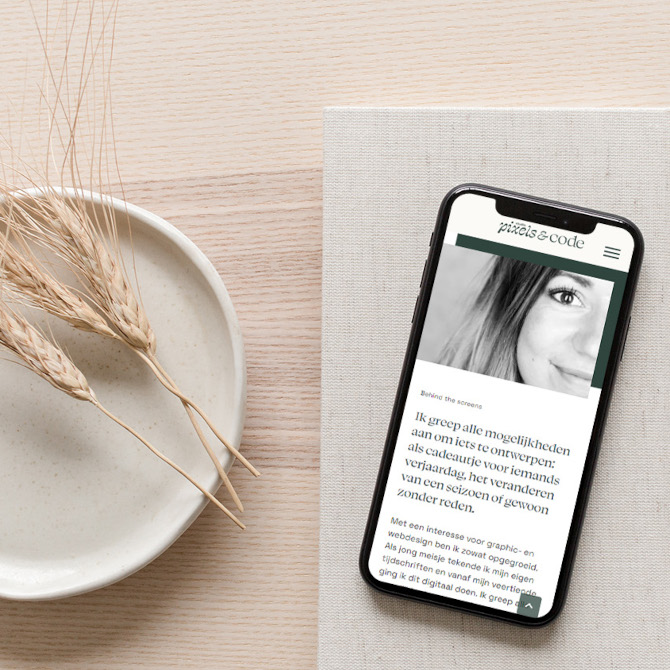 pixels & code
Behind the screens
Ik greep alle mogelijkheden
aan om iets te ontwerpen:
als cadeautje voor iemands
verjaardag, het veranderen
van een seizoen of gewoon
zonder reden.
Met een interesse voor graphic- en
webdesign ben ik zowat opgegroeid.
Als jong meisje tekende ik mijn eigen
tijdschriften en vanaf mijn veertiende
ging ik dit digitaal doen. Ik greep